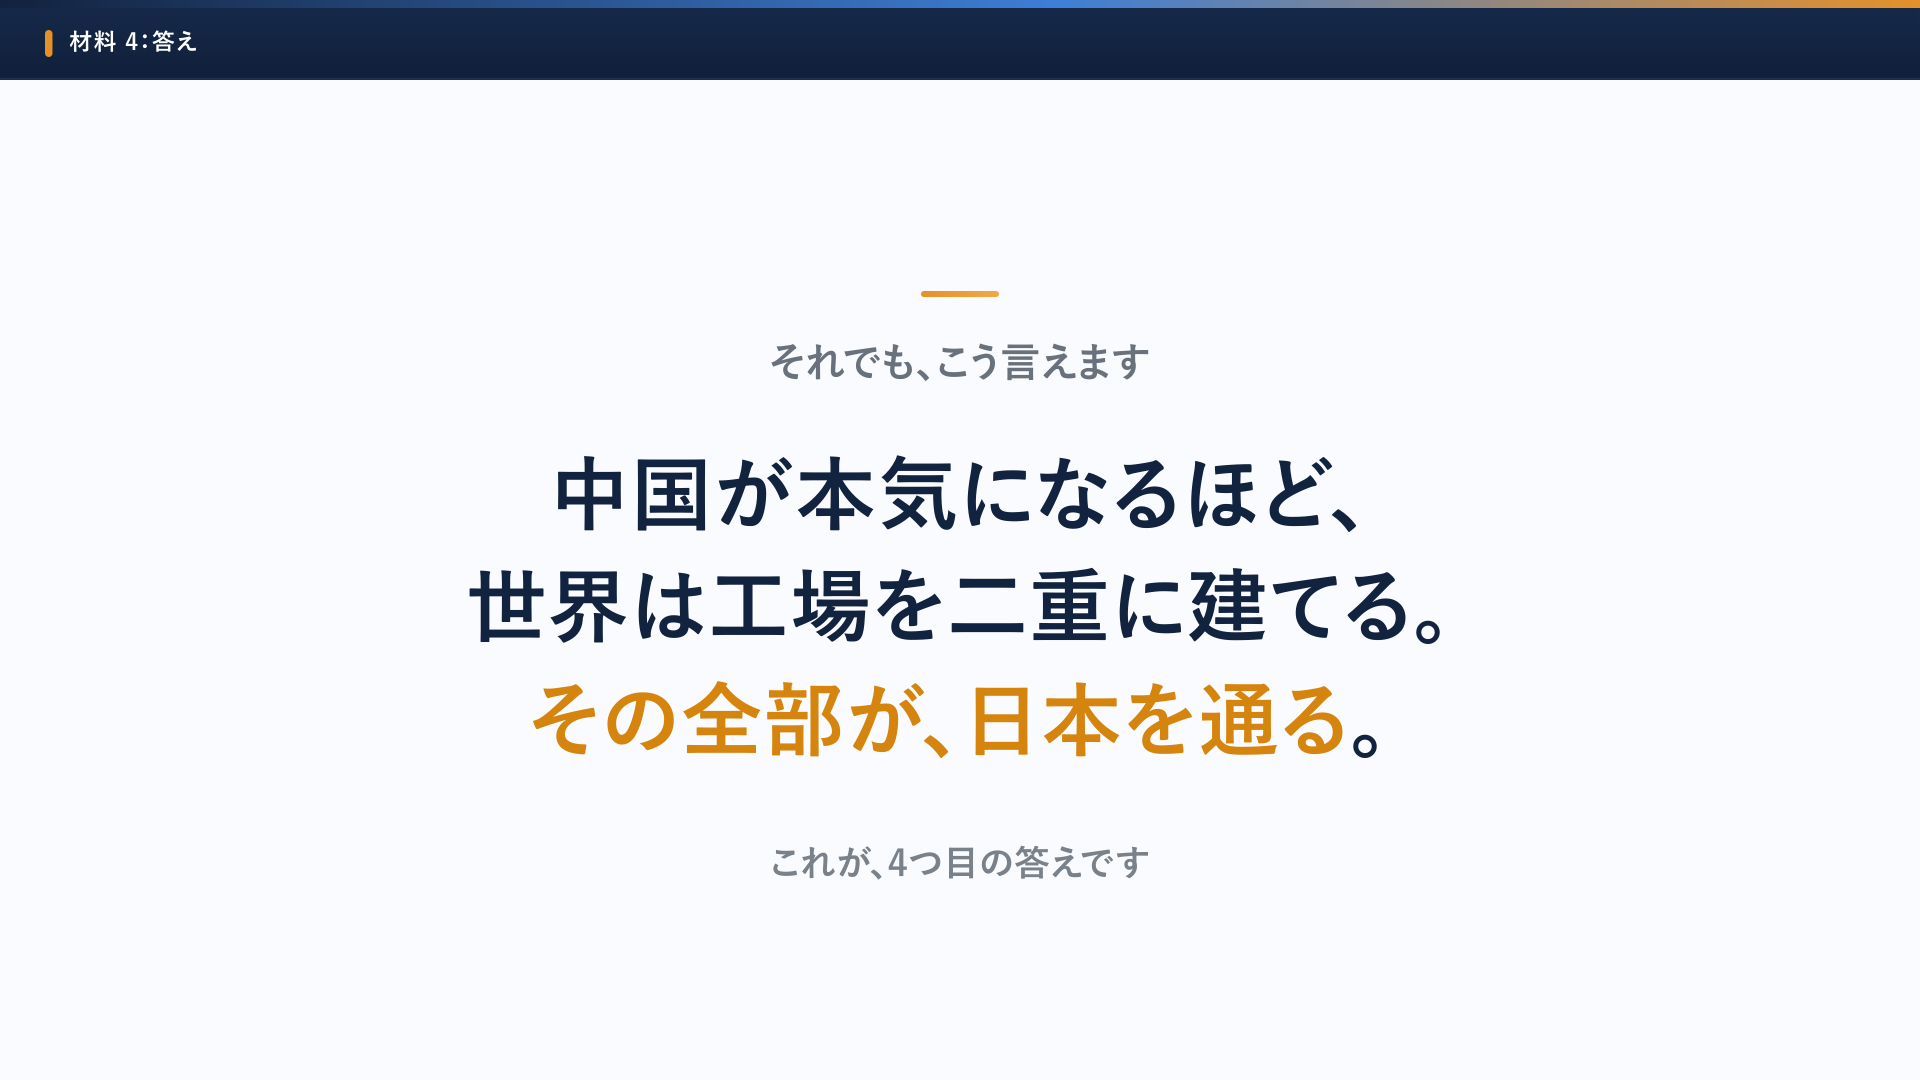 材料 4：答え
それでも、こう言えます
中国が本気になるほど、
世界は工場を二重に建てる。
その全部が、日本を通る。
これが、4つ目の答えです